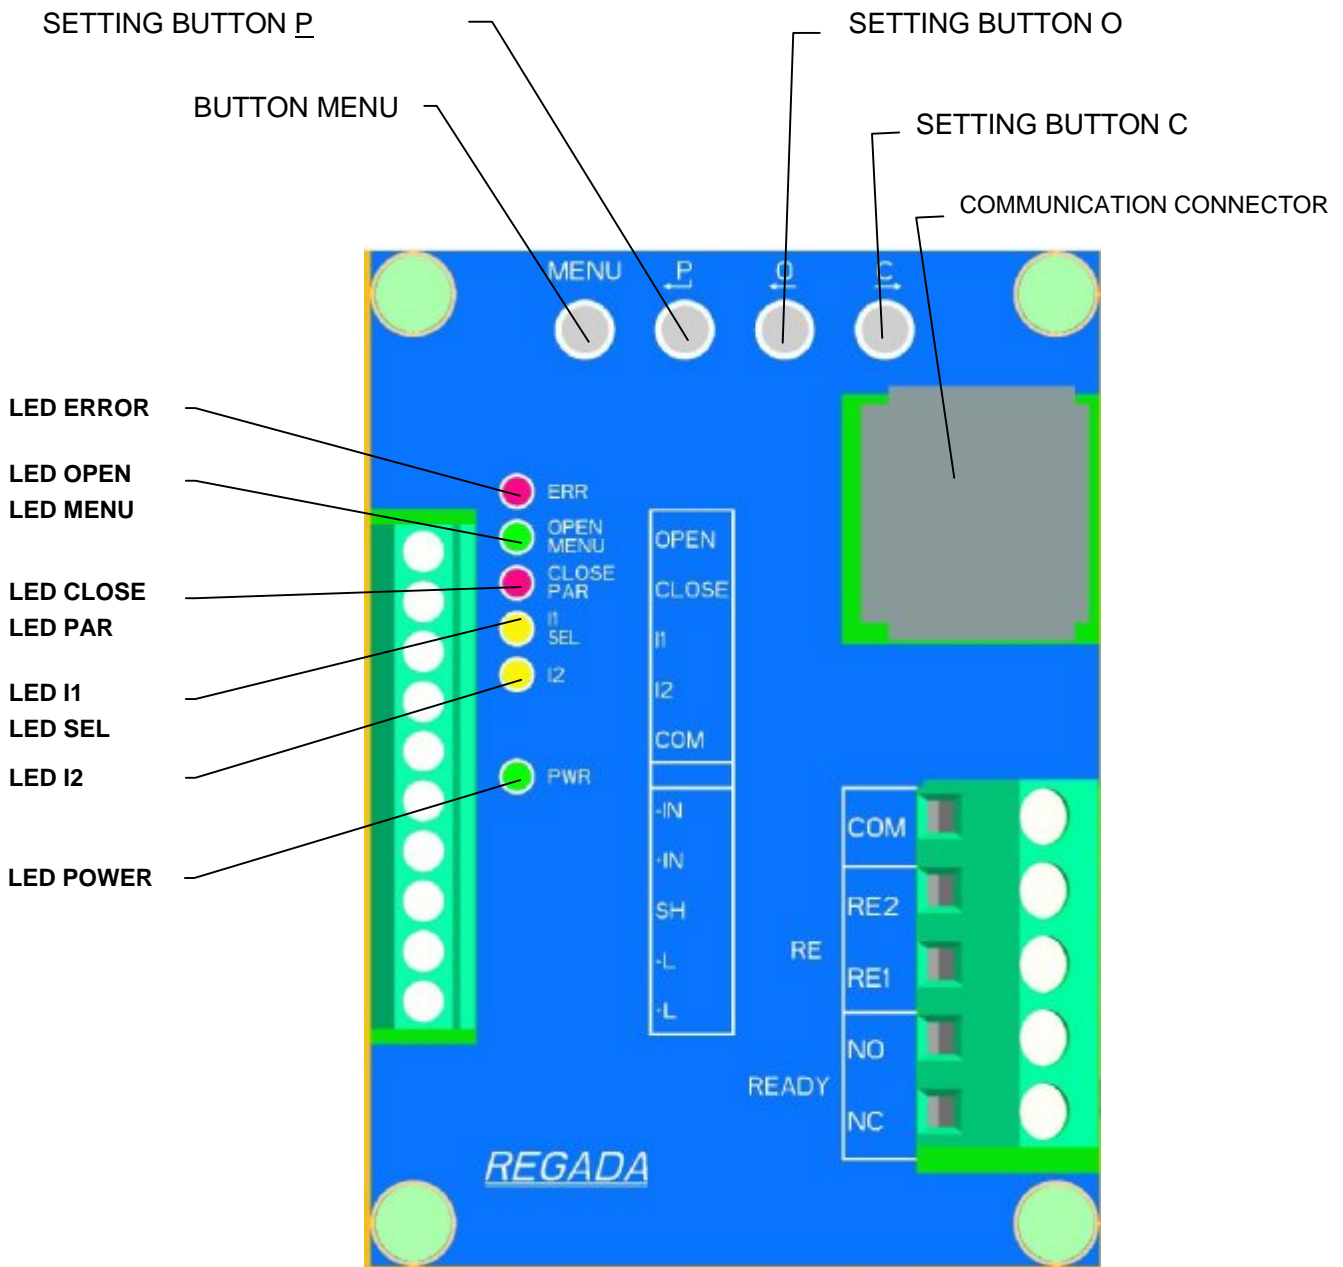 SETTING BUTTON P
SETTING BUTTON O
BUTTON MENU
SETTING BUTTON C
COMMUNICATION CONNECTOR
MENU
P
O
C
LED ERROR
LED OPEN
LED MENU
LED CLOSE
LED PAR
LED I1
LED SEL
LED I2
LED POWER
ERR
OPEN
MENU
CLOSE
PAR
I1
SEL
I2
PWR
OPEN
CLOSE
I1
I2
COM
-IN
-IN
SH
-L
-L
COM
RE2
RE
RE1
NO
READY
NC
REGADA